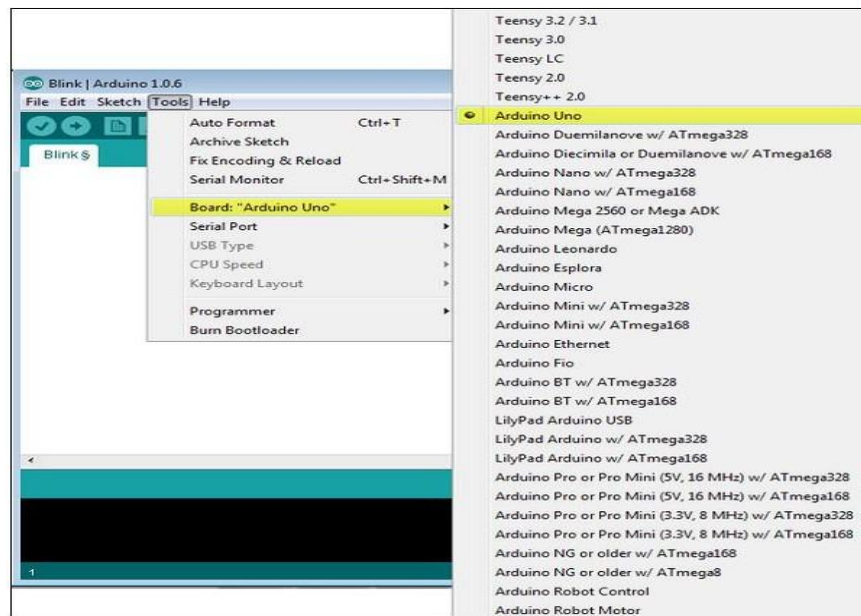 Blink | Arduino 1.0.6
File Edit Sketch Tools Help
Blink §
Auto Format Ctrl+T
Archive Sketch
Fix Encoding & Reload
Serial Monitor Ctrl+Shift+M
Board: "Arduino Uno"
Serial Port
USB Type
CPU Speed
Keyboard Layout
Programmer
Burn Bootloader
1
Teensy 3.2 / 3.1
Teensy 3.0
Teensy LC
Teensy 2.0
Teensy++ 2.0
Arduino Uno
Arduino Duemilanove w/ ATmega328
Arduino Diecimila or Duemilanove w/ ATmega168
Arduino Nano w/ ATmega328
Arduino Nano w/ ATmega168
Arduino Mega 2560 or Mega ADK
Arduino Mega (ATmega1280)
Arduino Leonardo
Arduino Esplora
Arduino Micro
Arduino Mini w/ ATmega328
Arduino Mini w/ ATmega168
Arduino Ethernet
Arduino Fio
Arduino BT w/ ATmega328
Arduino BT w/ ATmega168
LilyPad Arduino USB
LilyPad Arduino w/ ATmega328
LilyPad Arduino w/ ATmega168
Arduino Pro or Pro Mini (5V, 16 MHz) w/ ATmega328
Arduino Pro or Pro Mini (5V, 16 MHz) w/ ATmega168
Arduino Pro or Pro Mini (3.3V, 8 MHz) w/ ATmega328
Arduino Pro or Pro Mini (3.3V, 8 MHz) w/ ATmega168
Arduino NG or older w/ ATmega168
Arduino NG or older w/ ATmega8
Arduino Robot Control
Arduino Robot Motor